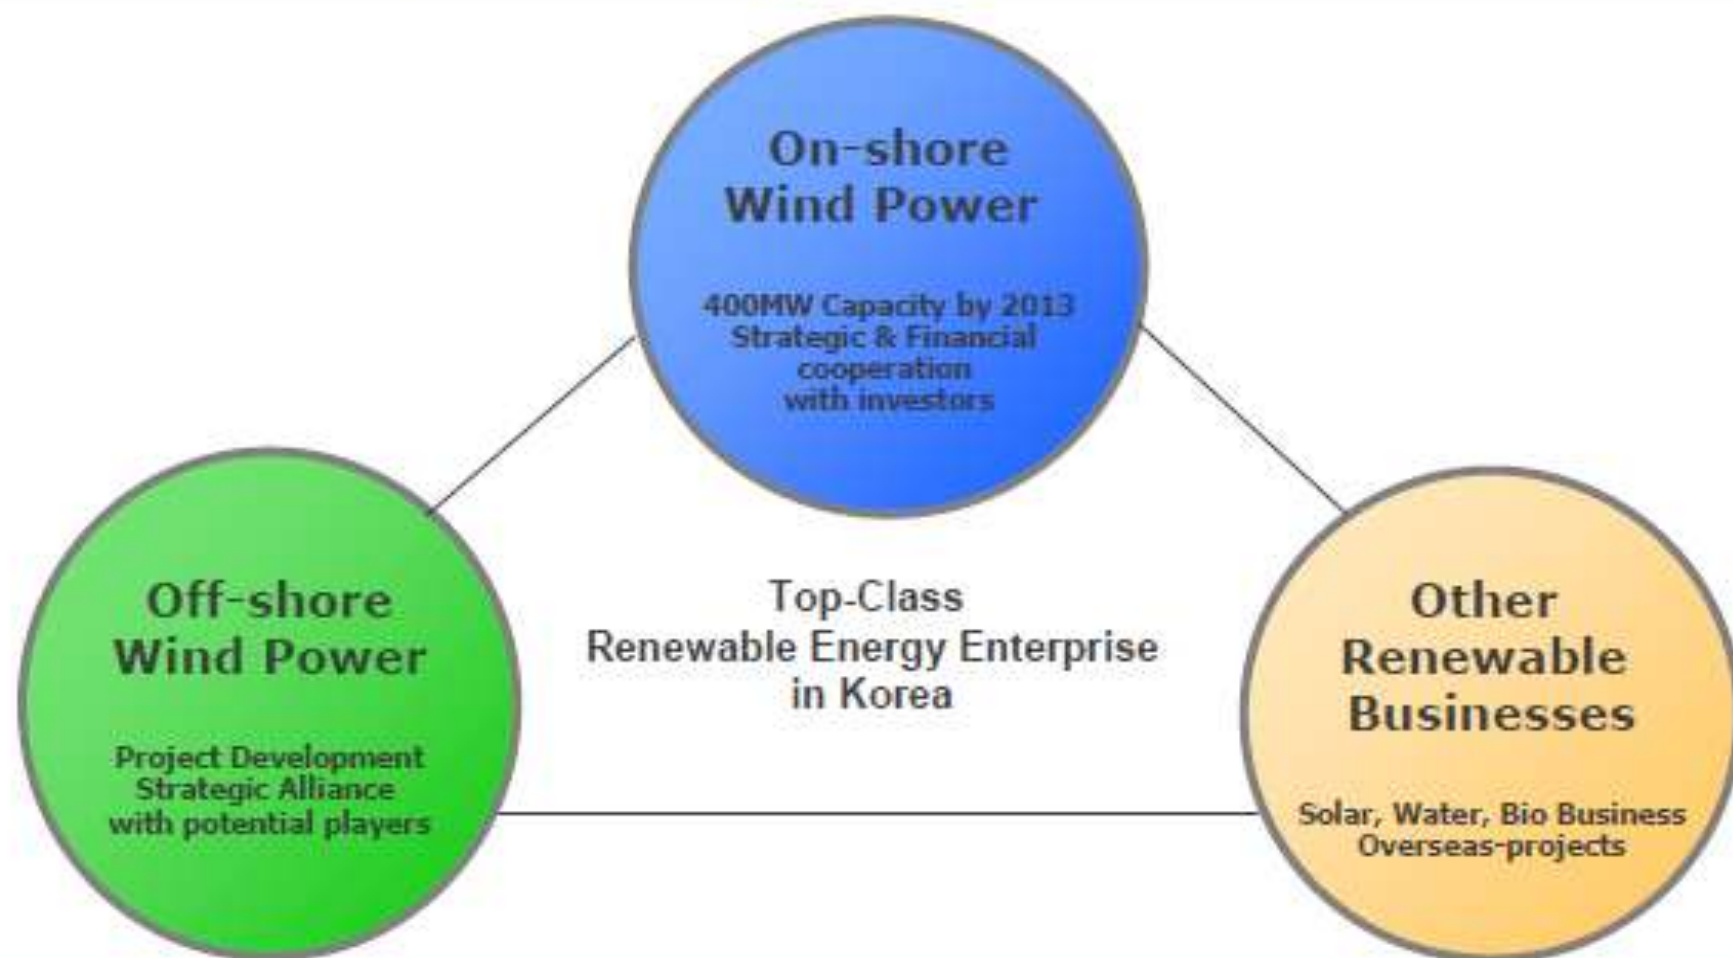 On-shore
Wind Power
400MW Capacity by 2013
Strategic & Financial
cooperation
with investors
Off-shore
Wind Power
Project Development
Strategic Alliance
with potential players
Top-Class
Renewable Energy Enterprise
in Korea
Other
Renewable
Businesses
Solar, Water, Bio Business
Overseas-projects